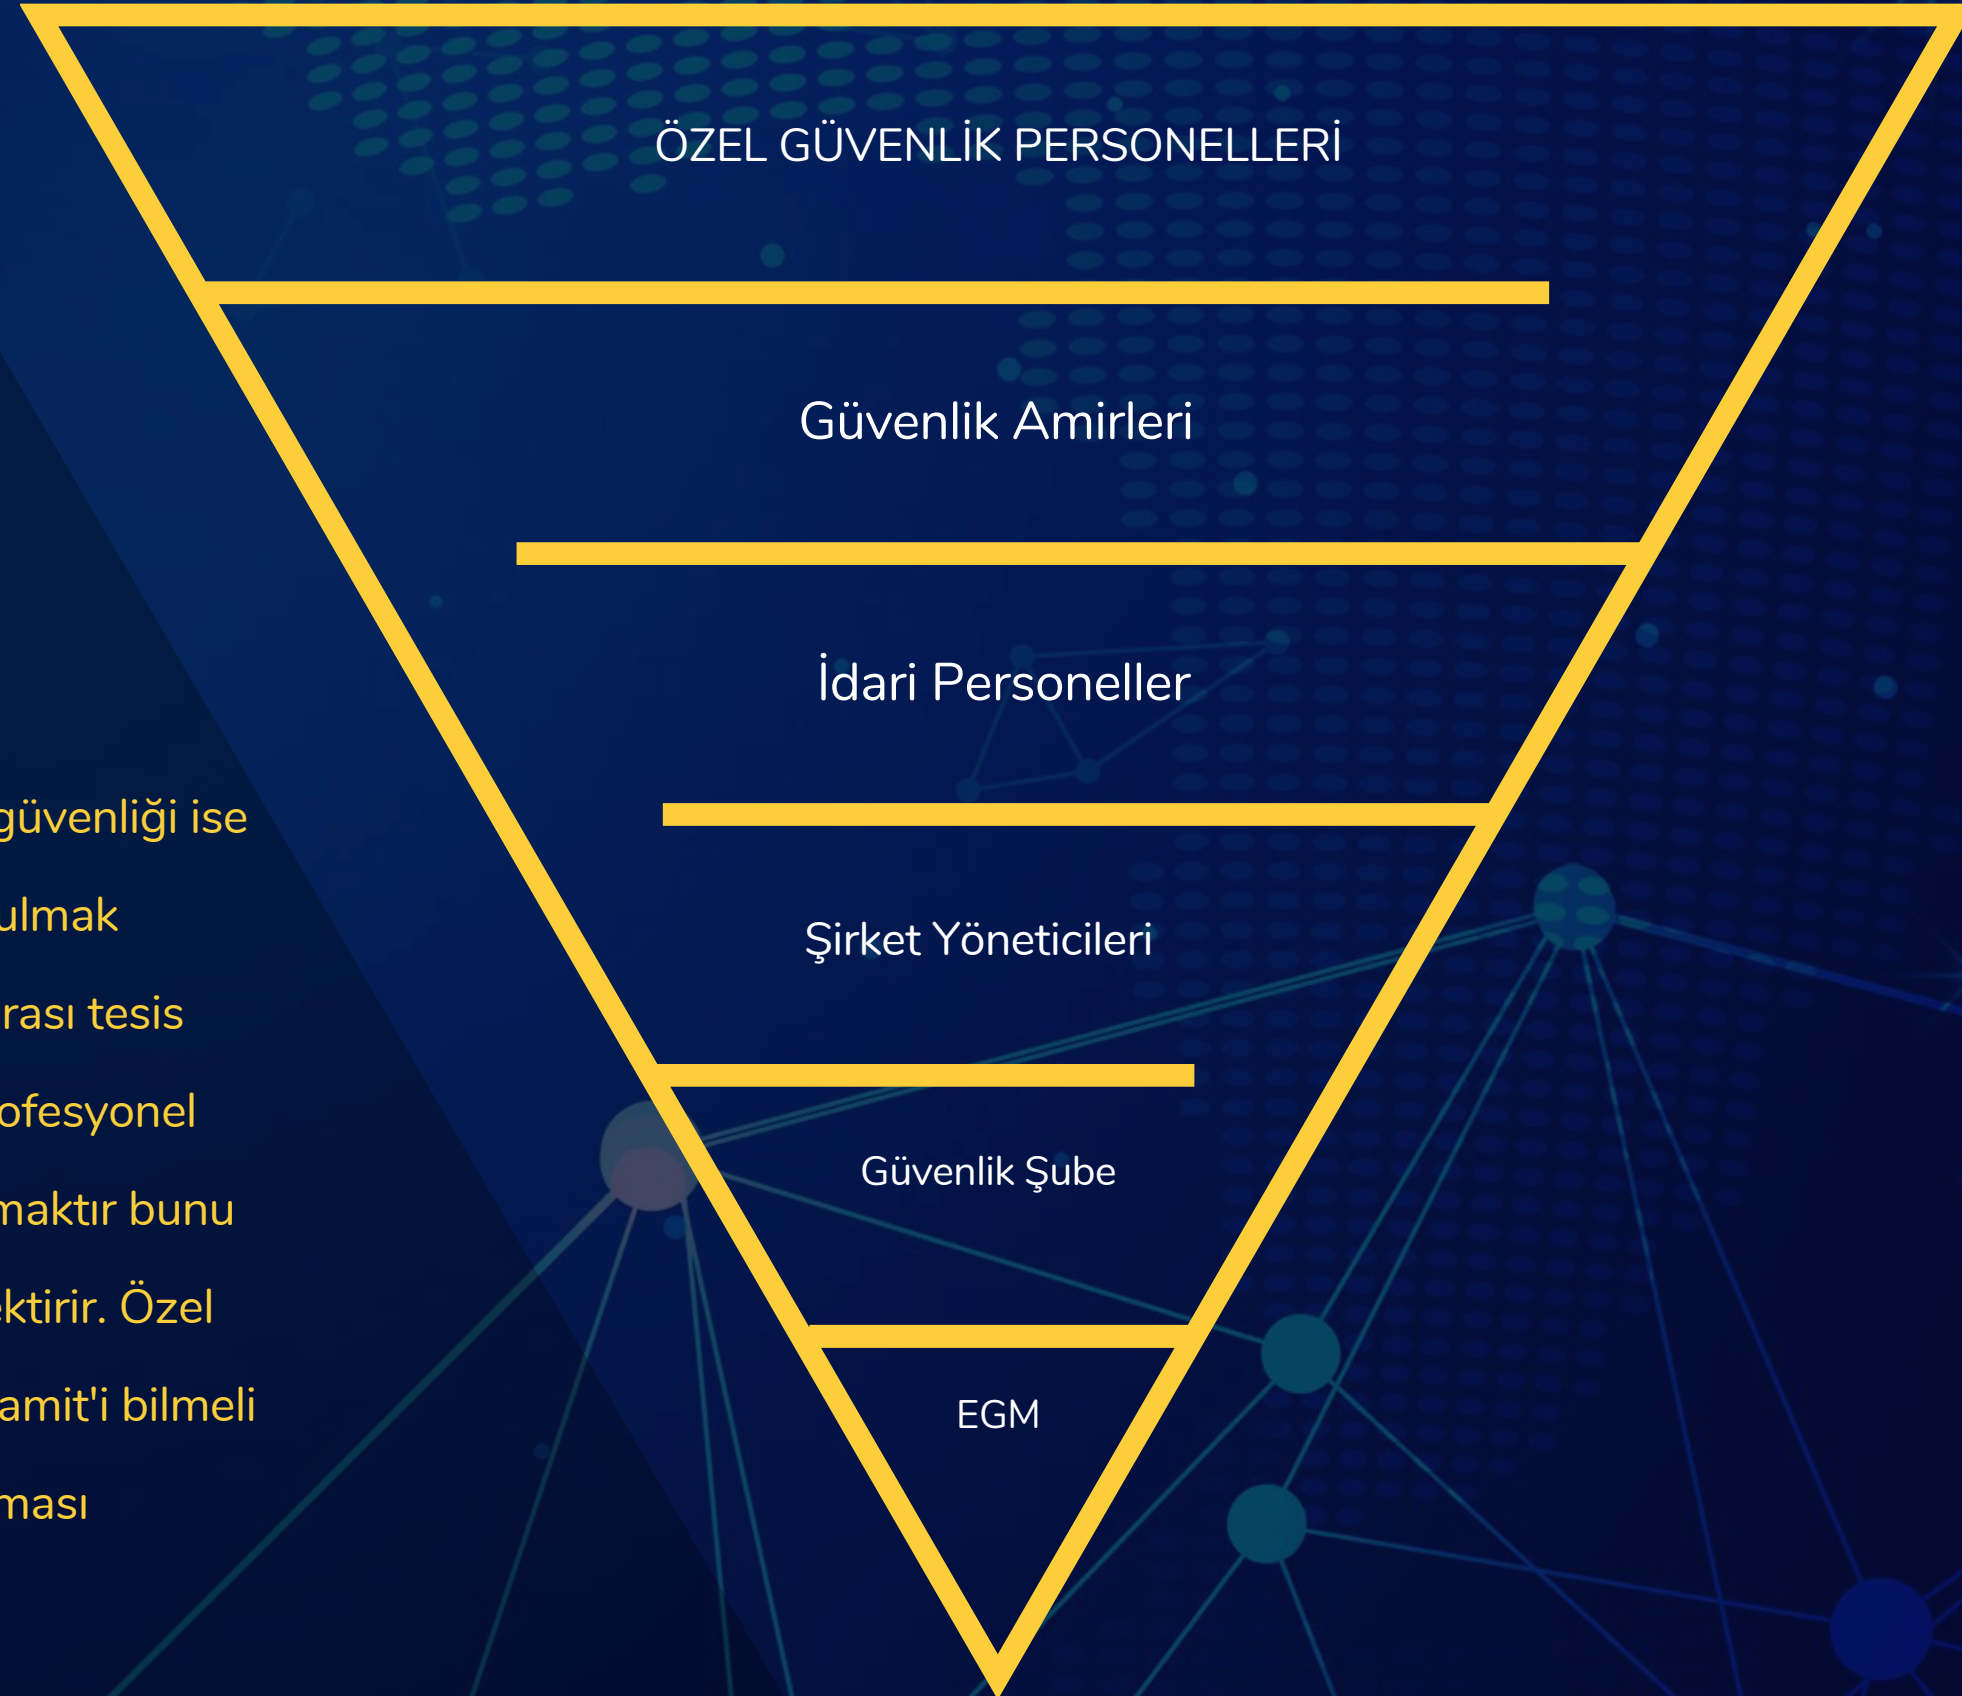 ÖZEL GÜVENLİK PERSONELLERİ
Güvenlik Amirleri
İdari Personeller
Şirket Yöneticileri
Güvenlik Şube
EGM
güvenliği ise
ulmak
rası tesis
ofesyonel
maktır bunu
ektirir. Özel
amit'i bilmeli
ması